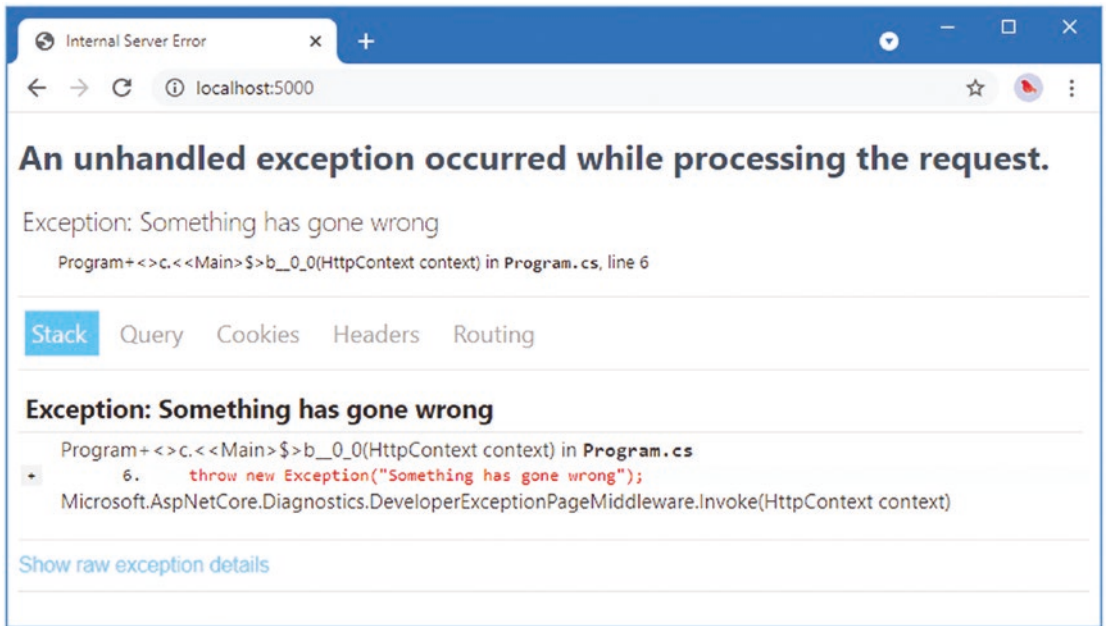 Internal Server Error
localhost:5000
An unhandled exception occurred while processing the request.
Exception: Something has gone wrong
Program+<>c.<<Main>$>b__0_0(HttpContext context) in Program.cs, line 6
Stack Query Cookies Headers Routing
Exception: Something has gone wrong
Program+<>c.<<Main>$>b__0_0(HttpContext context) in Program.cs
+ 6. throw new Exception("Something has gone wrong");
Microsoft.AspNetCore.Diagnostics.DeveloperExceptionPageMiddleware.Invoke(HttpContext context)
Show raw exception details